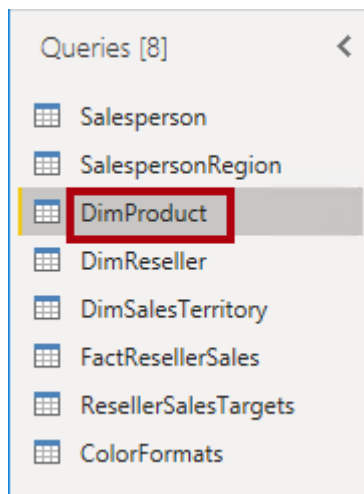 Queries [8]
Salesperson
SalespersonRegion
DimProduct
DimReseller
DimSalesTerritory
FactResellerSales
ResellerSalesTargets
ColorFormats